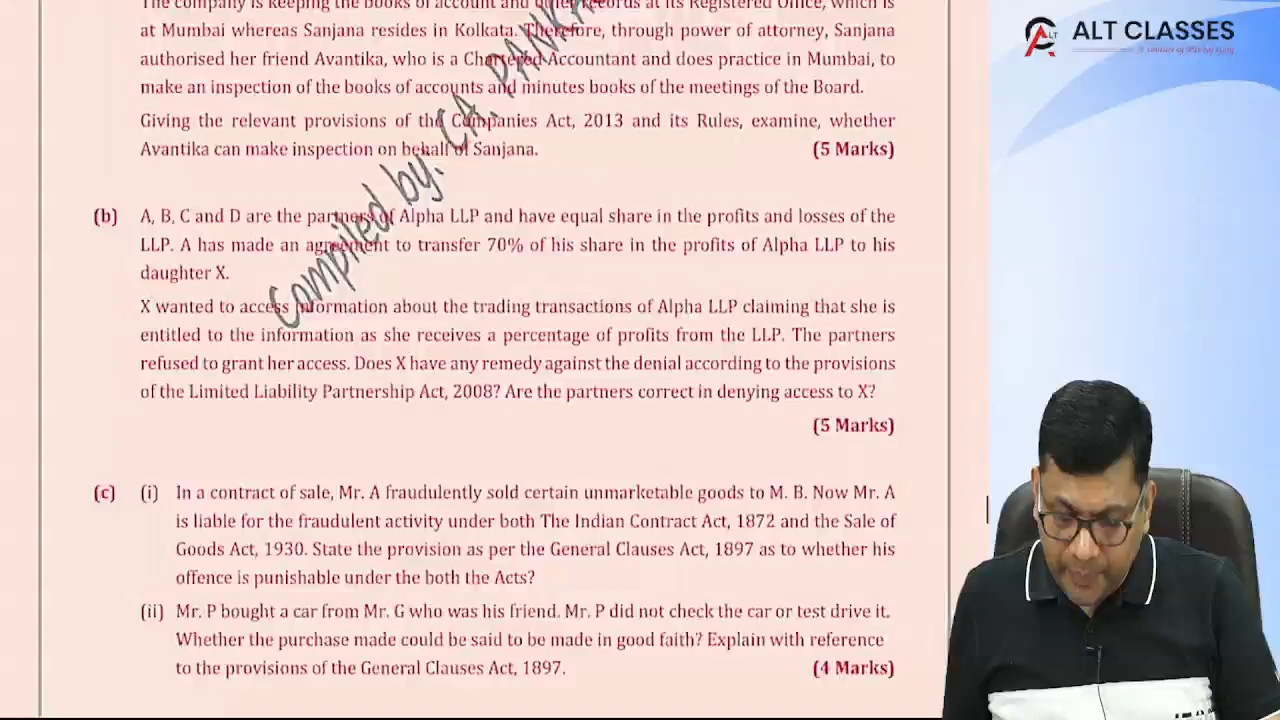 The company is keeping the books of account and other records at its Registered Office, which is
at Mumbai whereas Sanjana resides in Kolkata. Therefore, through power of attorney, Sanjana
authorised her friend Avantika, who is a Chartered Accountant and does practice in Mumbai, to
make an inspection of the books of accounts and minutes books of the meetings of the Board.
Giving the relevant provisions of the Companies Act, 2013 and its Rules, examine, whether
Avantika can make inspection on behalf of Sanjana. (5 Marks)
(b) A, B, C and D are the partners of Alpha LLP and have equal share in the profits and losses of the
LLP. A has made an agreement to transfer 70% of his share in the profits of Alpha LLP to his
daughter X.
X wanted to access information about the trading transactions of Alpha LLP claiming that she is
entitled to the information as she receives a percentage of profits from the LLP. The partners
refused to grant her access. Does X have any remedy against the denial according to the provisions
of the Limited Liability Partnership Act, 2008? Are the partners correct in denying access to X?
(5 Marks)
(c) (i) In a contract of sale, Mr. A fraudulently sold certain unmarketable goods to M. B. Now Mr. A
is liable for the fraudulent activity under both The Indian Contract Act, 1872 and the Sale of
Goods Act, 1930. State the provision as per the General Clauses Act, 1897 as to whether his
offence is punishable under the both the Acts?
(ii) Mr. P bought a car from Mr. G who was his friend. Mr. P did not check the car or test drive it.
Whether the purchase made could be said to be made in good faith? Explain with reference
to the provisions of the General Clauses Act, 1897. (4 Marks)
Compiled by: CA. PANKA
ALT
ALT CLASSES